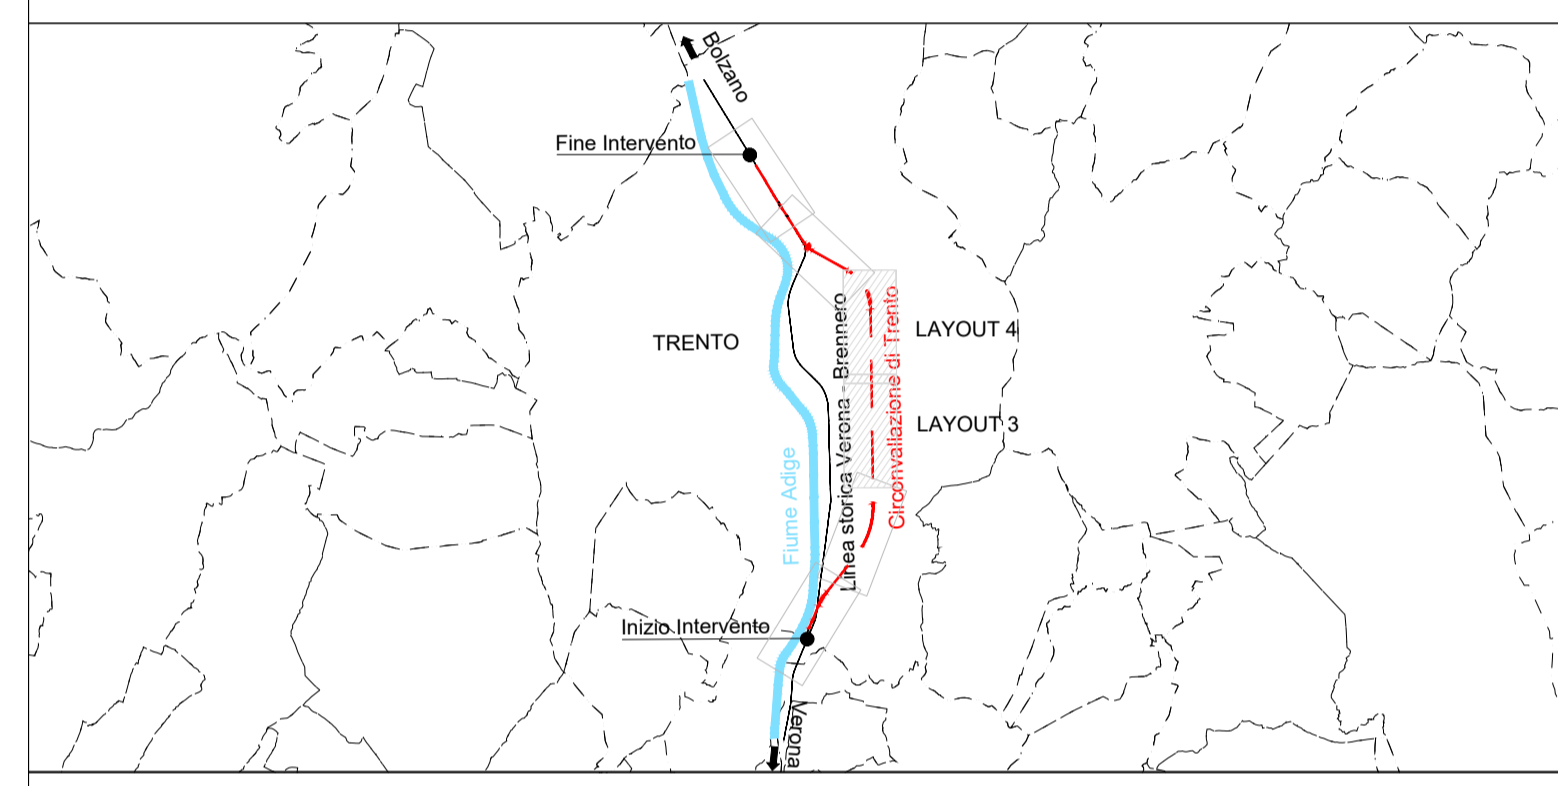 Bolzano
Fine Intervento
TRENTO
LAYOUT 4
LAYOUT 3
Linea storica Verona - Brennero
Circonvallazione di Trento
Fiume Adige
Inizio Intervento
Verona